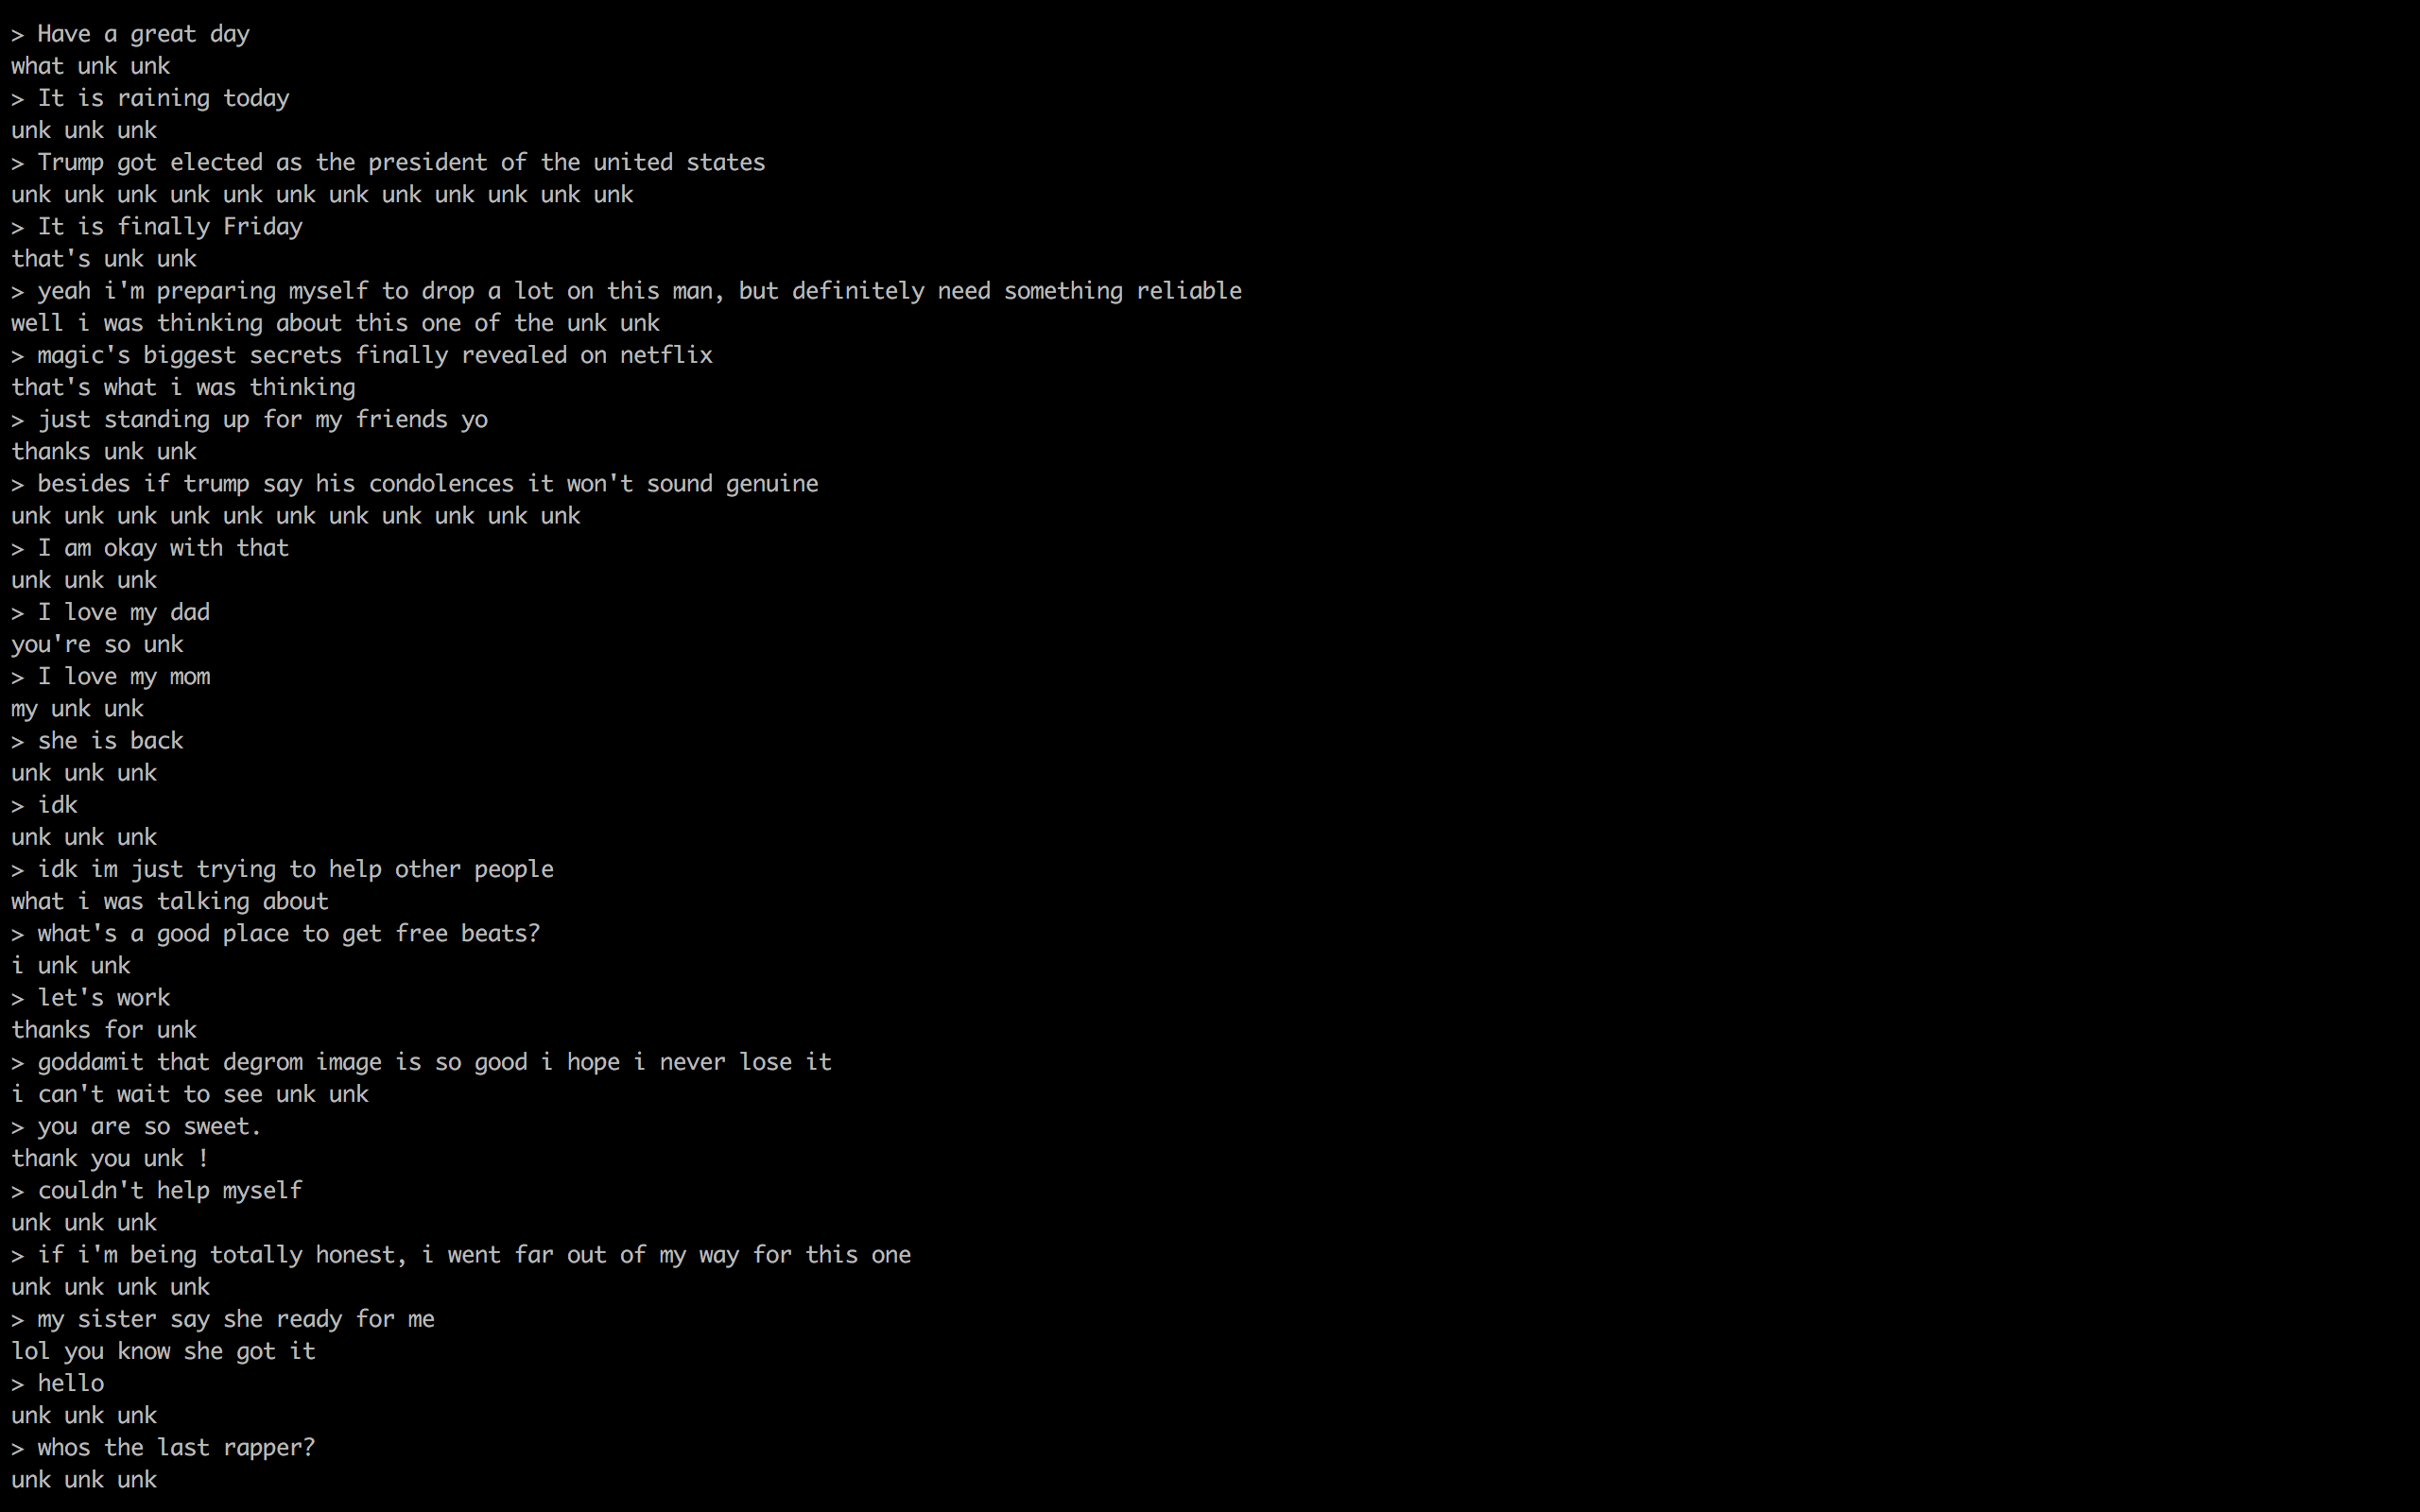 > Have a great day
what unk unk
> It is raining today
unk unk unk
> Trump got elected as the president of the united states
unk unk unk unk unk unk unk unk unk unk unk unk
> It is finally Friday
that's unk unk
> yeah i'm preparing myself to drop a lot on this man, but definitely need something reliable
well i was thinking about this one of the unk unk
> magic's biggest secrets finally revealed on netflix
that's what i was thinking
> just standing up for my friends yo
thanks unk unk
> besides if trump say his condolences it won't sound genuine
unk unk unk unk unk unk unk unk unk unk unk
> I am okay with that
unk unk unk
> I love my dad
you're so unk
> I love my mom
my unk unk
> she is back
unk unk unk
> idk
unk unk unk
> idk im just trying to help other people
what i was talking about
> what's a good place to get free beats?
i unk unk
> let's work
thanks for unk
> goddamit that degrom image is so good i hope i never lose it
i can't wait to see unk unk
> you are so sweet.
thank you unk !
> couldn't help myself
unk unk unk
> if i'm being totally honest, i went far out of my way for this one
unk unk unk unk
> my sister say she ready for me
lol you know she got it
> hello
unk unk unk
> whos the last rapper?
unk unk unk